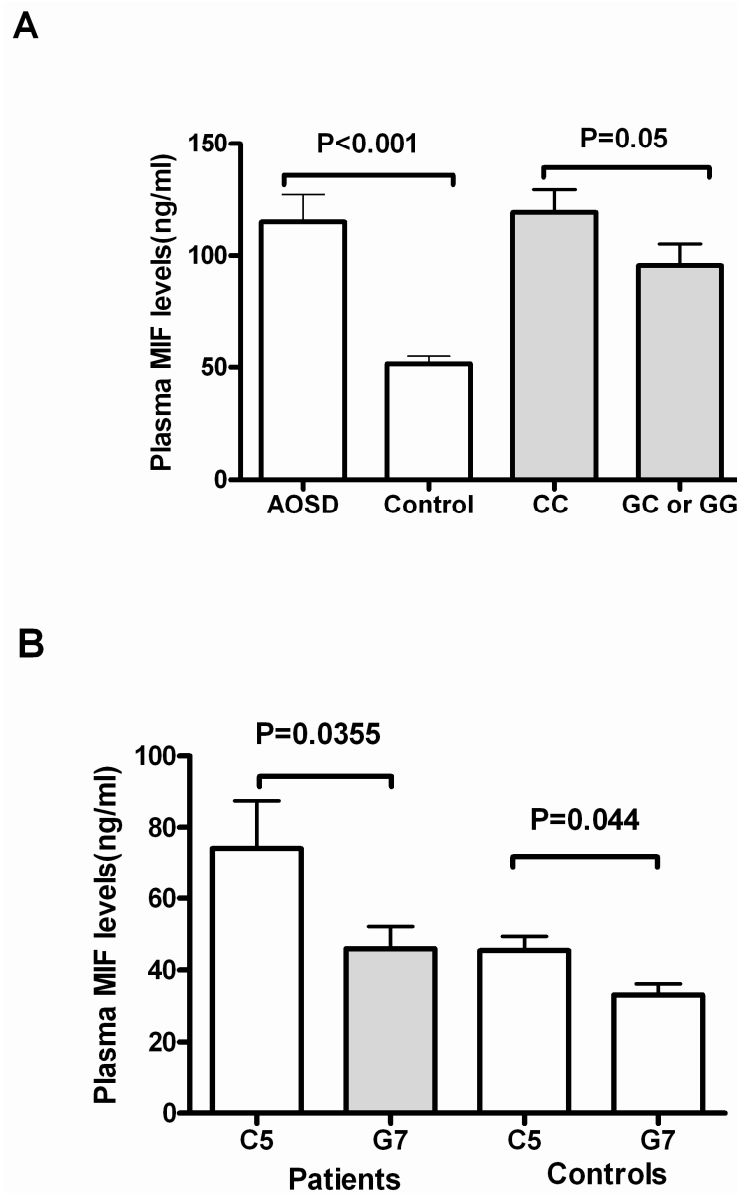 A
P<0.001
P=0.05
Plasma MIF levels(ng/ml)
150
100
50
0
AOSD Control CC GC or GG
B
P=0.0355
P=0.044
Plasma MIF levels(ng/ml)
100
80
60
40
20
0
C5 G7 C5 G7
Patients Controls